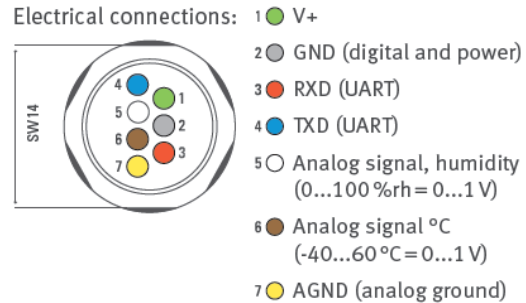 Electrical connections:
1 V+
2 GND (digital and power)
3 RXD (UART)
4 TXD (UART)
5 Analog signal, humidity
(0...100 %rh = 0...1 V)
6 Analog signal °C
(-40...60 °C = 0...1 V)
7 AGND (analog ground)
SW14
4
1
5
2
6
3
7